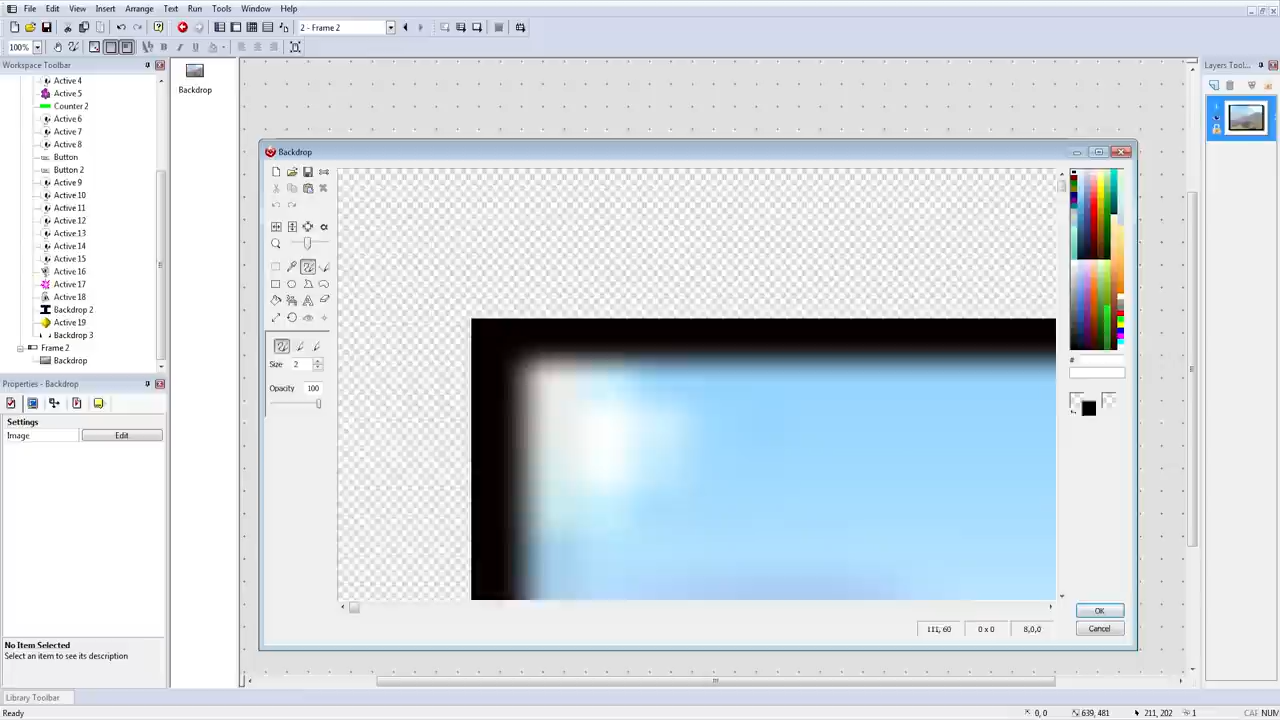 File Edit View Insert Arrange Text Run Tools Window Help
2 - Frame 2
100%
Workspace Toolbar
Layers Tool...
Active 4
Active 5
Counter 2
Active 6
Active 7
Active 8
Button
Button 2
Active 9
Active 10
Active 11
Active 12
Active 13
Active 14
Active 15
Active 16
Active 17
Active 18
Backdrop 2
Active 19
Backdrop 3
Frame 2
Backdrop
Backdrop
Backdrop
Size 2
Opacity 100
#
OK
Cancel
111, 60 0 x 0 8,0,0
Properties - Backdrop
Settings
Image Edit
No Item Selected
Select an item to see its description
Library Toolbar
Ready
0, 0 639, 481 211, 202 1 CAF NUM